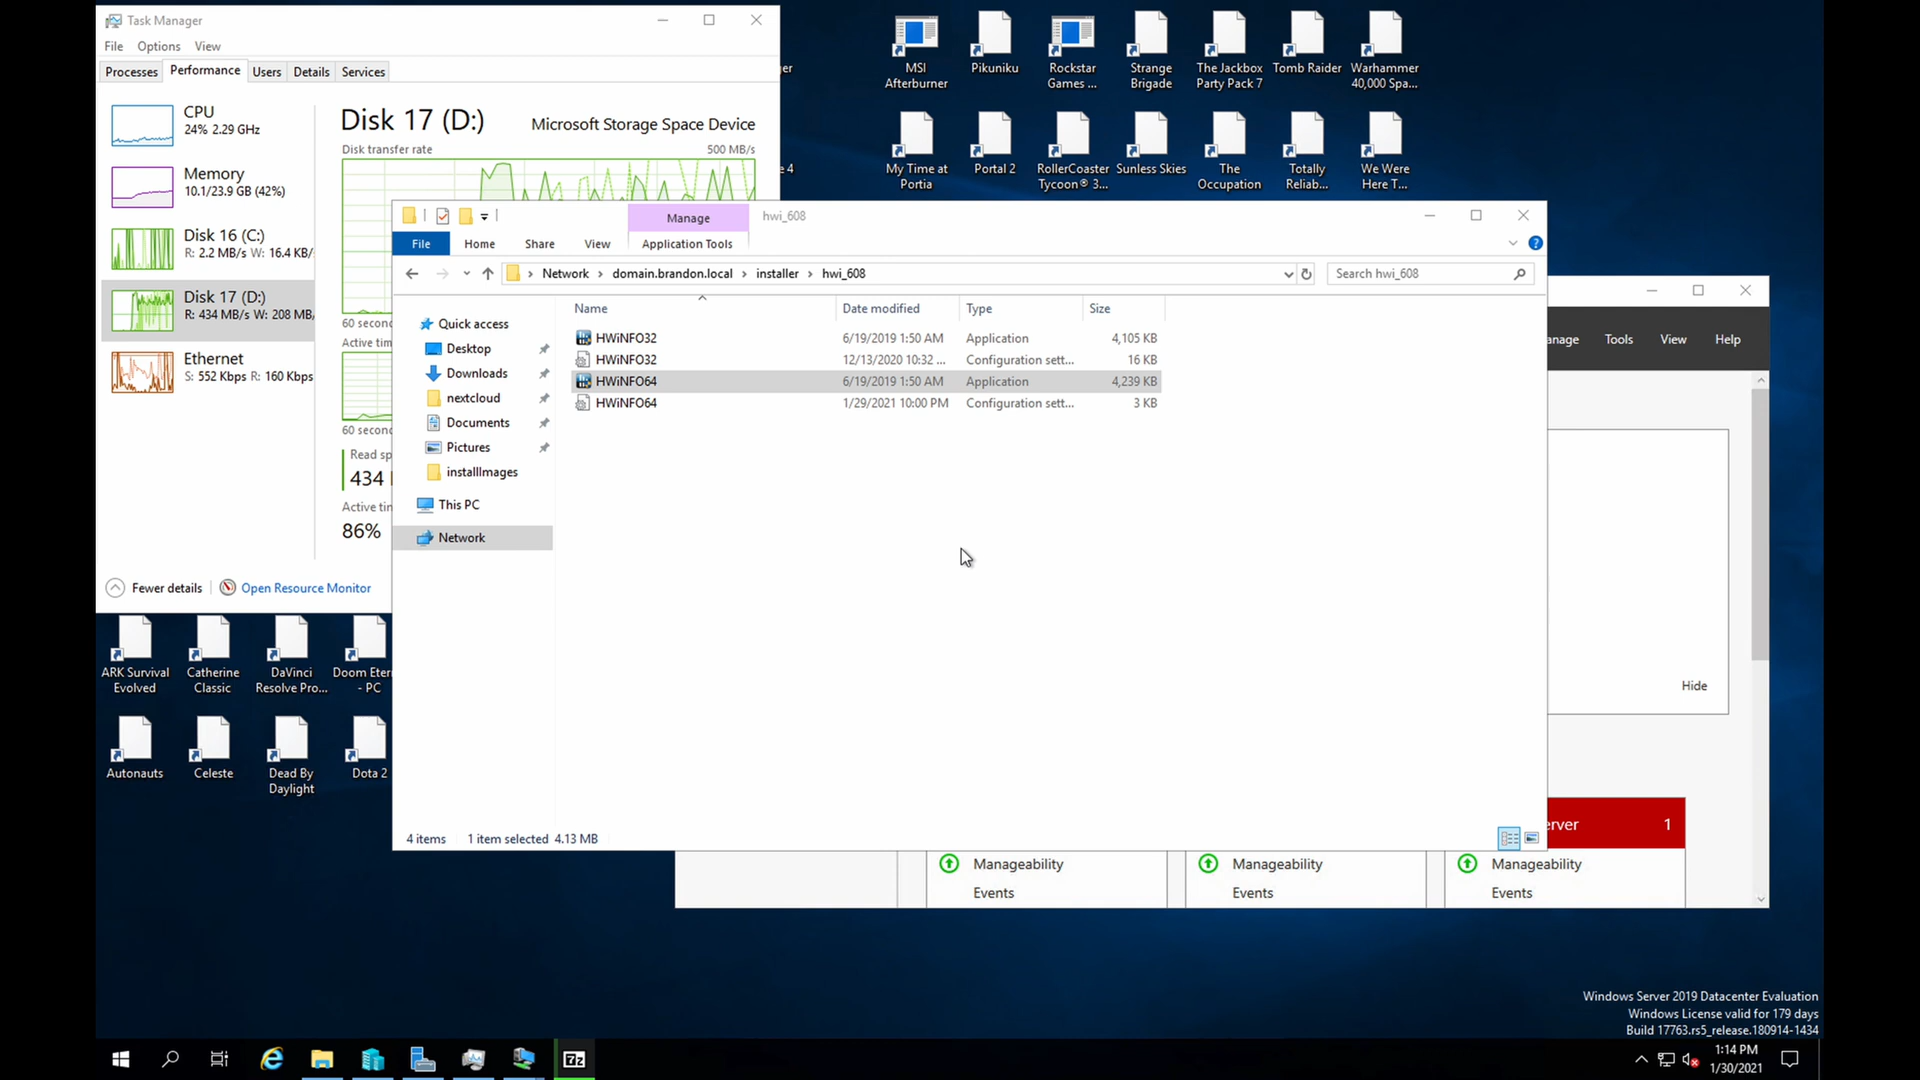 Task Manager
File Options View
Processes Performance Users Details Services
CPU
24% 2.29 GHz
Memory
10.1/23.9 GB (42%)
Disk 16 (C:)
R: 2.2 MB/s W: 16.4 KB/
Disk 17 (D:)
R: 434 MB/s W: 208 MB/
Ethernet
S: 552 Kbps R: 160 Kbps
Disk 17 (D:)
Microsoft Storage Space Device
Disk transfer rate
500 MB/s
60 second
Active time
60 second
Read sp
434
Active tin
86%
Fewer details
Open Resource Monitor
ger
e 4
MSI
Afterburner
Pikuniku
Rockstar
Games ...
Strange
Brigade
The Jackbox
Party Pack 7
Tomb Raider
Warhammer
40,000 Spa...
My Time at
Portia
Portal 2
RollerCoaster
Tycoon® 3...
Sunless Skies
The
Occupation
Totally
Reliab...
We Were
Here T...
Manage
hwi_608
File
Home
Share
View
Application Tools
Network
domain.brandon.local
installer
hwi_608
Search hwi_608
Name
Date modified
Type
Size
HWiNFO32 6/19/2019 1:50 AM Application 4,105 KB
HWiNFO32 12/13/2020 10:32 ... Configuration sett... 16 KB
HWiNFO64 6/19/2019 1:50 AM Application 4,239 KB
HWiNFO64 1/29/2021 10:00 PM Configuration sett... 3 KB
Quick access
Desktop
Downloads
nextcloud
Documents
Pictures
installImages
This PC
Network
4 items
1 item selected 4.13 MB
anage
Tools
View
Help
Hide
erver
1
Manageability
Events
Manageability
Events
Manageability
Events
ARK Survival
Evolved
Catherine
Classic
DaVinci
Resolve Pro...
Doom Eter
- PC
Autonauts
Celeste
Dead By
Daylight
Dota 2
Windows Server 2019 Datacenter Evaluation
Windows License valid for 179 days
Build 17763.rs5_release.180914-1434
7z
1:14 PM
1/30/2021